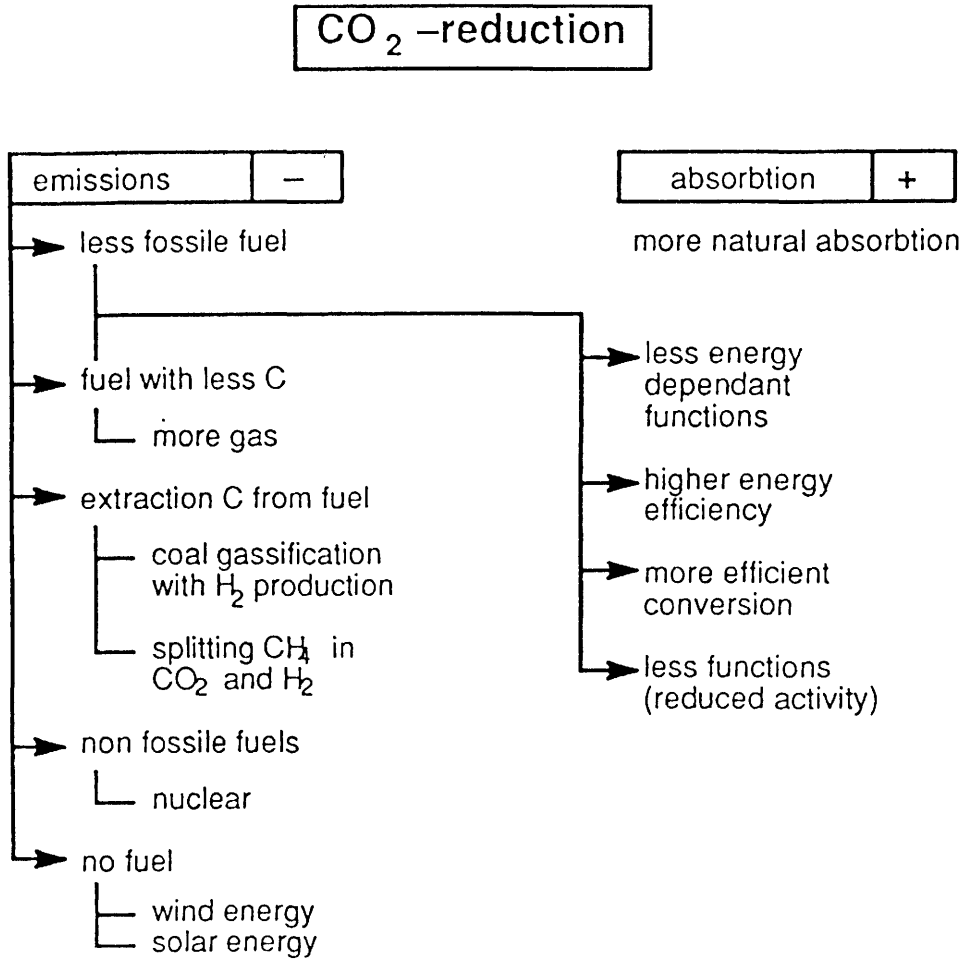 CO₂ –reduction
emissions –
less fossile fuel
fuel with less C
more gas
extraction C from fuel
coal gassification
with H₂ production
splitting CH₄ in
CO₂ and H₂
non fossile fuels
nuclear
no fuel
wind energy
solar energy
absorbtion +
more natural absorbtion
less energy
dependant
functions
higher energy
efficiency
more efficient
conversion
less functions
(reduced activity)